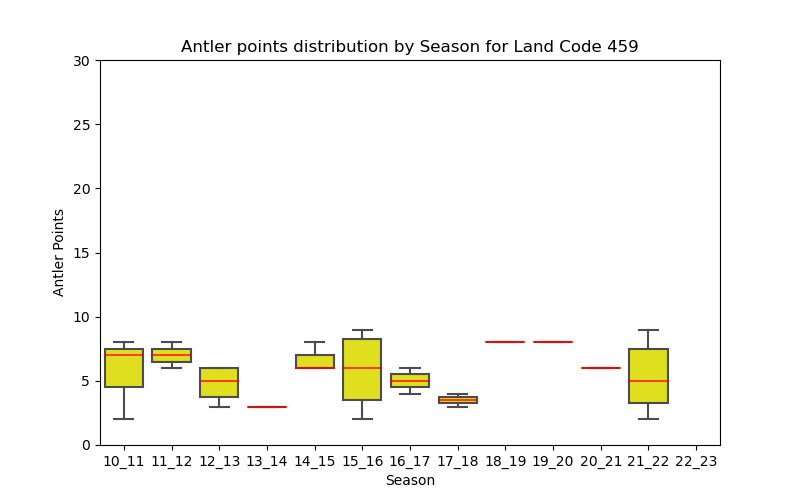 Antler points distribution by Season for Land Code 459
30
25
20
15
10
5
0
Antler Points
10_11 11_12 12_13 13_14 14_15 15_16 16_17 17_18 18_19 19_20 20_21 21_22 22_23
Season